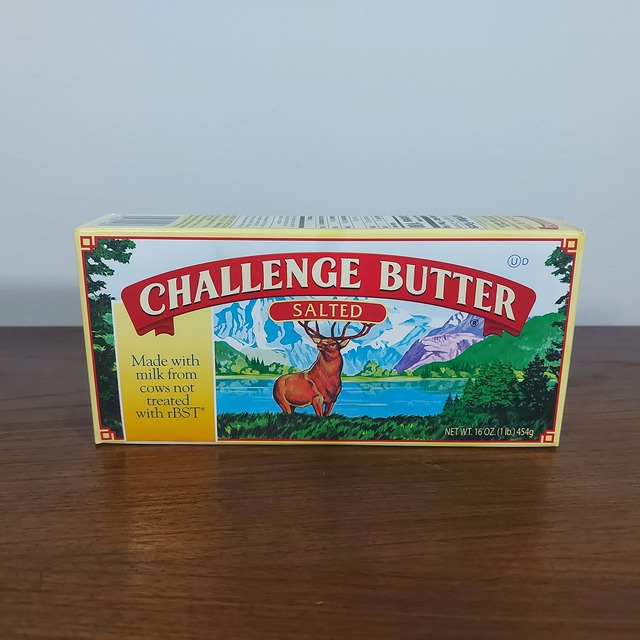 CHALLENGE BUTTER
®
SALTED
Made with
milk from
cows not
treated
with rBST*
U D
NET WT. 16 OZ. (1 lb.) 454g